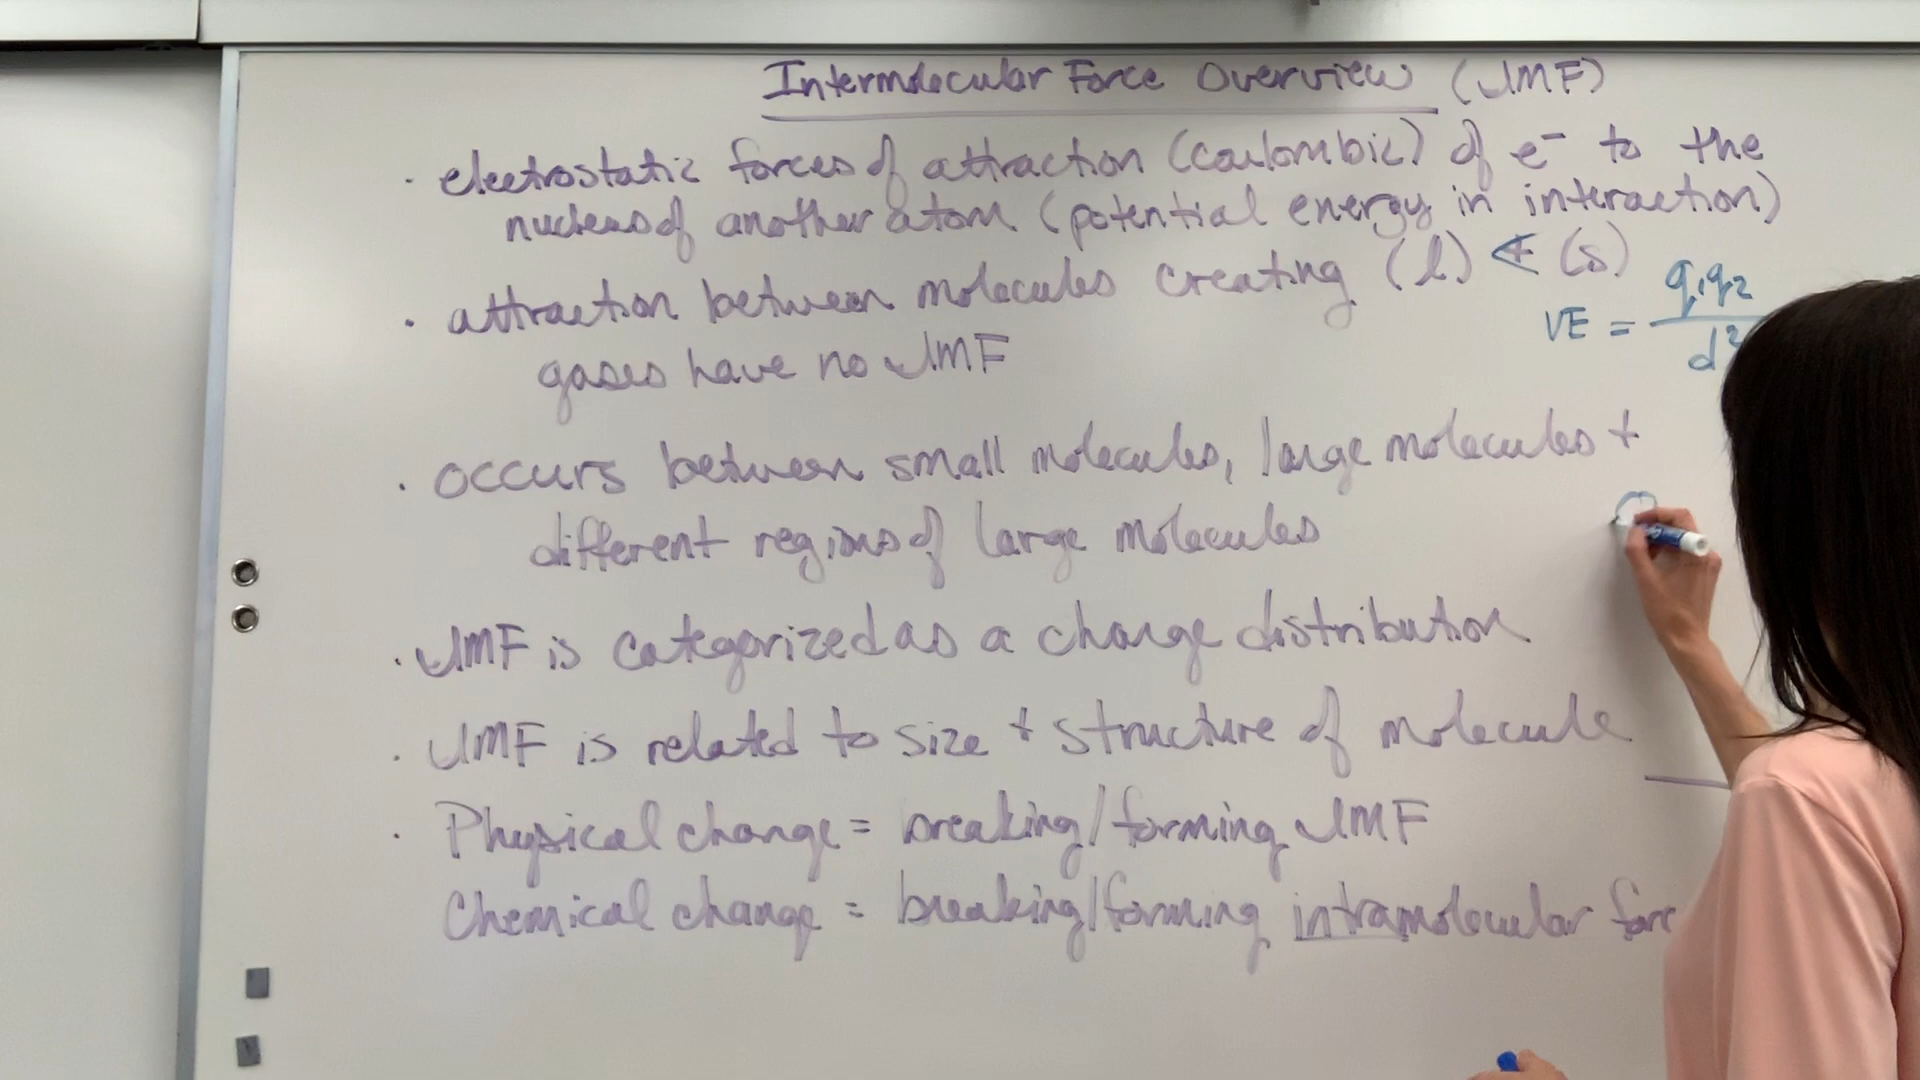 Intermolecular Force Overview (IMF)
· electrostatic forces of attraction (coulombic) of e⁻ to the
nucleus of another atom (potential energy in interaction)
· attraction between molecules creating (l) + (s)
gases have no IMF
VE = q₁q₂ / d²
· occurs between small molecules, large molecules +
different regions of large molecules
· IMF is categorized as a charge distribution
· IMF is related to size + structure of molecule
· Physical change = breaking/forming IMF
Chemical change = breaking/forming intramolecular forc